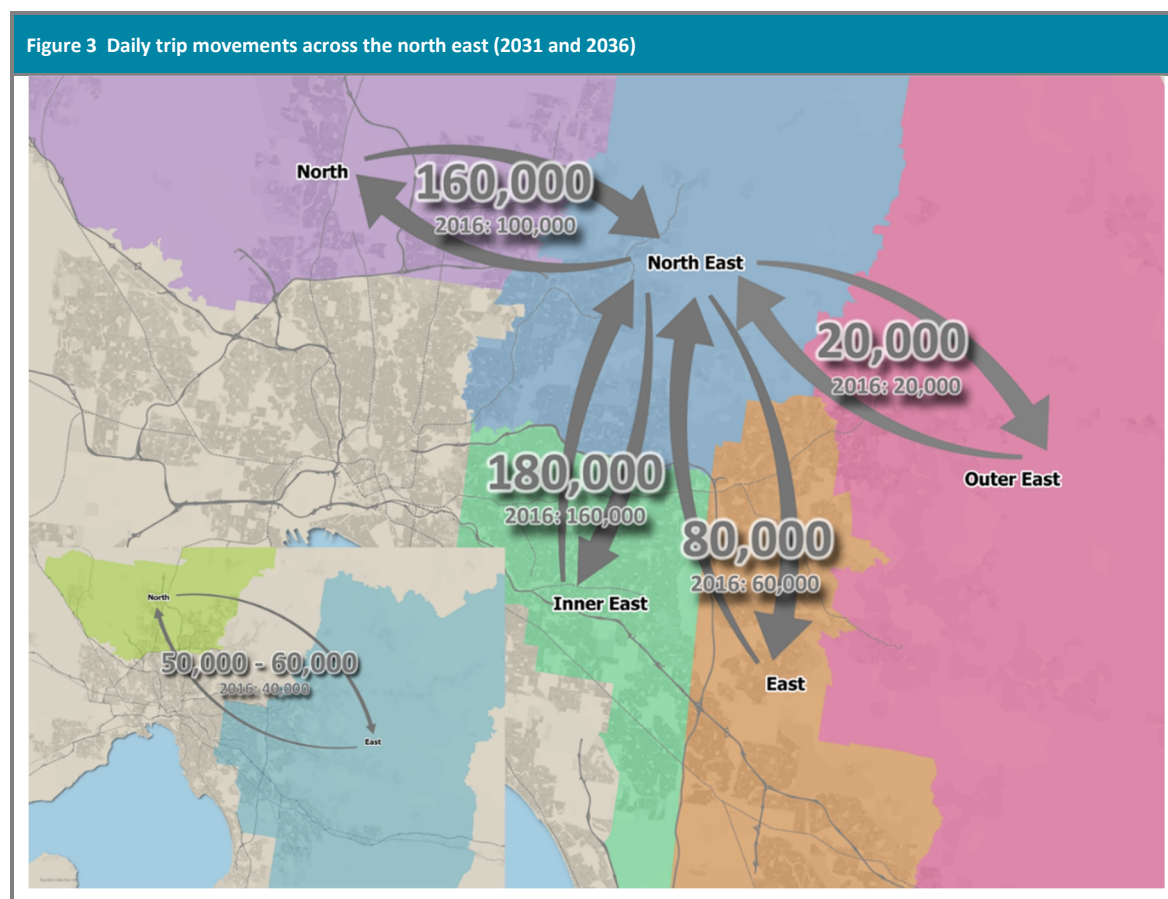 Figure 3 Daily trip movements across the north east (2031 and 2036)
North
160,000
2016: 100,000
North East
20,000
2016: 20,000
Outer East
180,000
2016: 160,000
80,000
2016: 60,000
Inner East
East
North
50,000 - 60,000
2016: 40,000
East